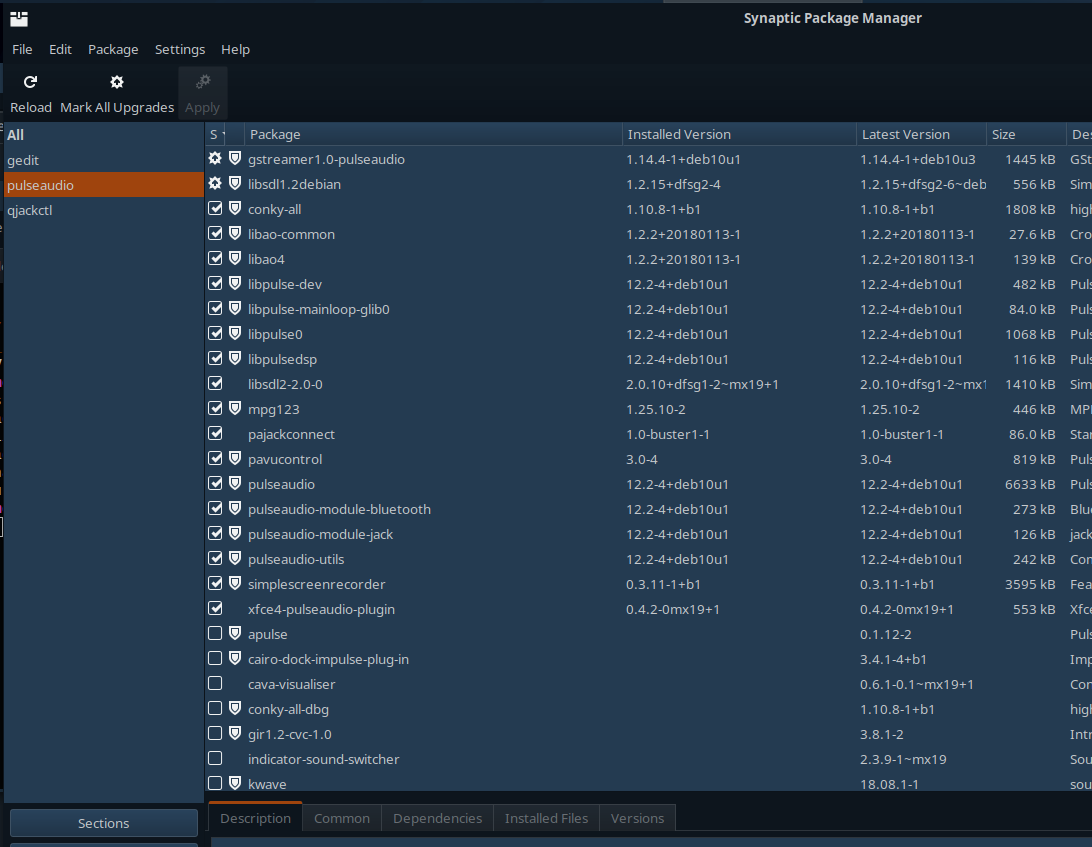 Synaptic Package Manager
File Edit Package Settings Help
Reload Mark All Upgrades Apply
All
gedit
pulseaudio
qjackctl
S Package Installed Version Latest Version Size
gstreamer1.0-pulseaudio 1.14.4-1+deb10u1 1.14.4-1+deb10u3 1445 kB GSt
libsdl1.2debian 1.2.15+dfsg2-4 1.2.15+dfsg2-6~deb 556 kB Sim
conky-all 1.10.8-1+b1 1.10.8-1+b1 1808 kB high
libao-common 1.2.2+20180113-1 1.2.2+20180113-1 27.6 kB Cro
libao4 1.2.2+20180113-1 1.2.2+20180113-1 139 kB Cro
libpulse-dev 12.2-4+deb10u1 12.2-4+deb10u1 482 kB Puls
libpulse-mainloop-glib0 12.2-4+deb10u1 12.2-4+deb10u1 84.0 kB Puls
libpulse0 12.2-4+deb10u1 12.2-4+deb10u1 1068 kB Puls
libpulsedsp 12.2-4+deb10u1 12.2-4+deb10u1 116 kB Puls
libsdl2-2.0-0 2.0.10+dfsg1-2~mx19+1 2.0.10+dfsg1-2~mx1 1410 kB Sim
mpg123 1.25.10-2 1.25.10-2 446 kB MPE
pajackconnect 1.0-buster1-1 1.0-buster1-1 86.0 kB Star
pavucontrol 3.0-4 3.0-4 819 kB Puls
pulseaudio 12.2-4+deb10u1 12.2-4+deb10u1 6633 kB Puls
pulseaudio-module-bluetooth 12.2-4+deb10u1 12.2-4+deb10u1 273 kB Blue
pulseaudio-module-jack 12.2-4+deb10u1 12.2-4+deb10u1 126 kB jack
pulseaudio-utils 12.2-4+deb10u1 12.2-4+deb10u1 242 kB Con
simplescreenrecorder 0.3.11-1+b1 0.3.11-1+b1 3595 kB Fea
xfce4-pulseaudio-plugin 0.4.2-0mx19+1 0.4.2-0mx19+1 553 kB Xfce
apulse 0.1.12-2 Puls
cairo-dock-impulse-plug-in 3.4.1-4+b1 Imp
cava-visualiser 0.6.1-0.1~mx19+1 Con
conky-all-dbg 1.10.8-1+b1 high
gir1.2-cvc-1.0 3.8.1-2 Intr
indicator-sound-switcher 2.3.9-1~mx19 Sou
kwave 18.08.1-1 sou
Sections
Description Common Dependencies Installed Files Versions